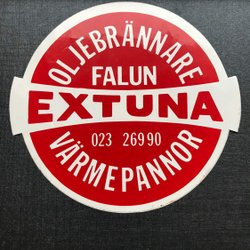 OLJEBRÄNNARE
FALUN
EXTUNA
023 26990
VÄRMEPANNOR